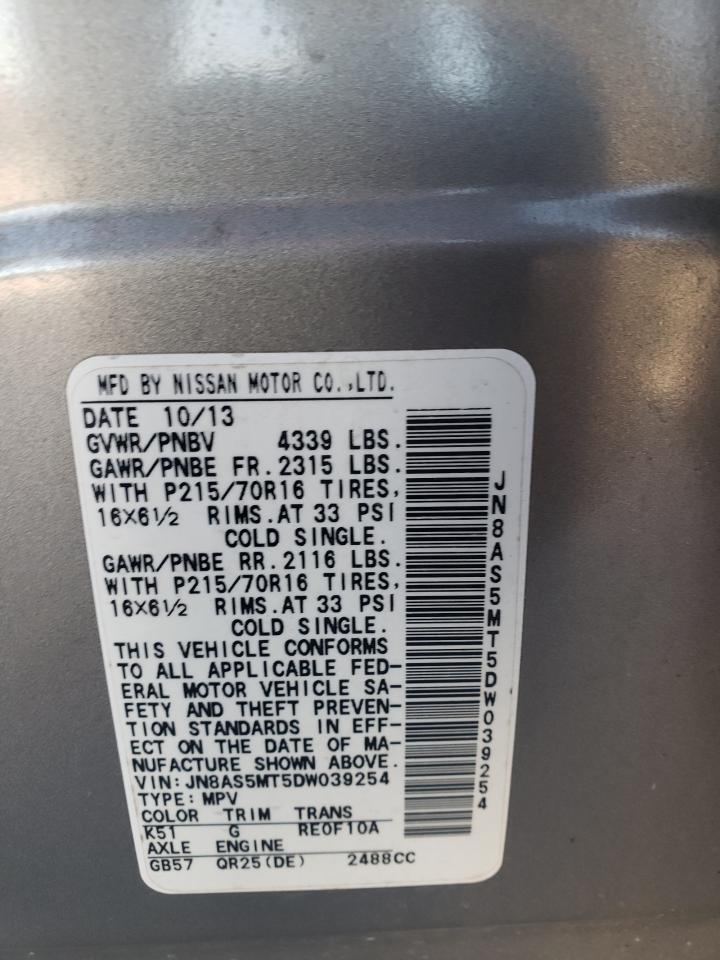 MFD BY NISSAN MOTOR CO.,LTD.
DATE 10/13
GVWR/PNBV 4339 LBS.
GAWR/PNBE FR.2315 LBS.
WITH P215/70R16 TIRES,
16X6½ RIMS.AT 33 PSI
COLD SINGLE.
GAWR/PNBE RR.2116 LBS.
WITH P215/70R16 TIRES,
16X6½ RIMS.AT 33 PSI
COLD SINGLE.
THIS VEHICLE CONFORMS
TO ALL APPLICABLE FED-
ERAL MOTOR VEHICLE SA-
FETY AND THEFT PREVEN-
TION STANDARDS IN EFF-
ECT ON THE DATE OF MA-
NUFACTURE SHOWN ABOVE.
VIN:JN8AS5MT5DW039254
TYPE:MPV
COLOR TRIM TRANS
K51 G RE0F10A
AXLE ENGINE
GB57 QR25(DE) 2488CC
JN8AS5MT5DW039254